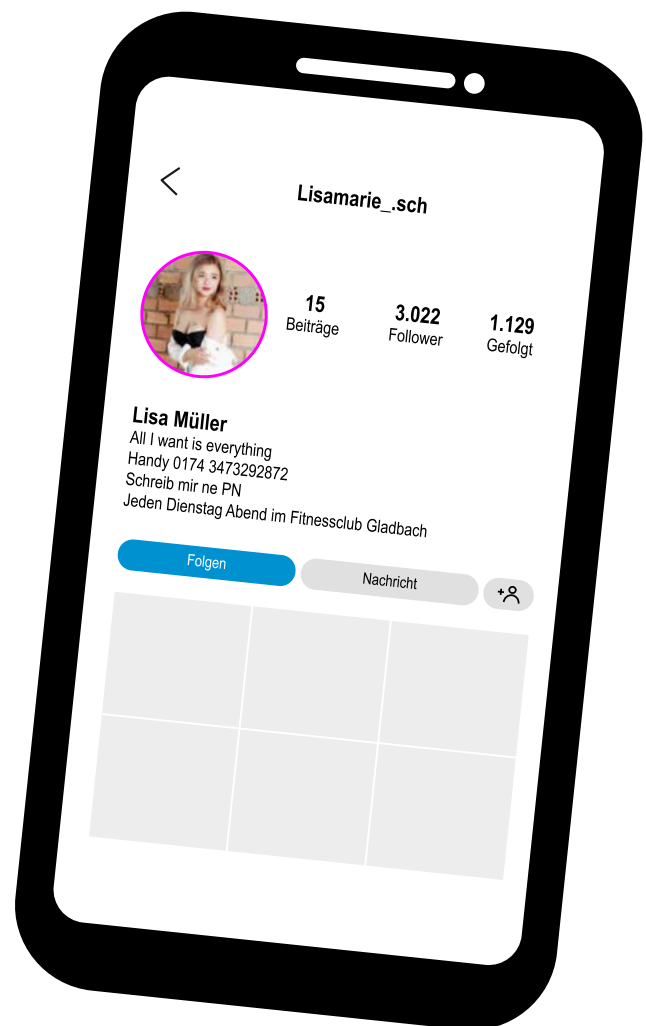 Lisamarie_.sch
15
Beiträge
3.022
Follower
1.129
Gefolgt
Lisa Müller
All I want is everything
Handy 0174 3473292872
Schreib mir ne PN
Jeden Dienstag Abend im Fitnessclub Gladbach
Folgen
Nachricht